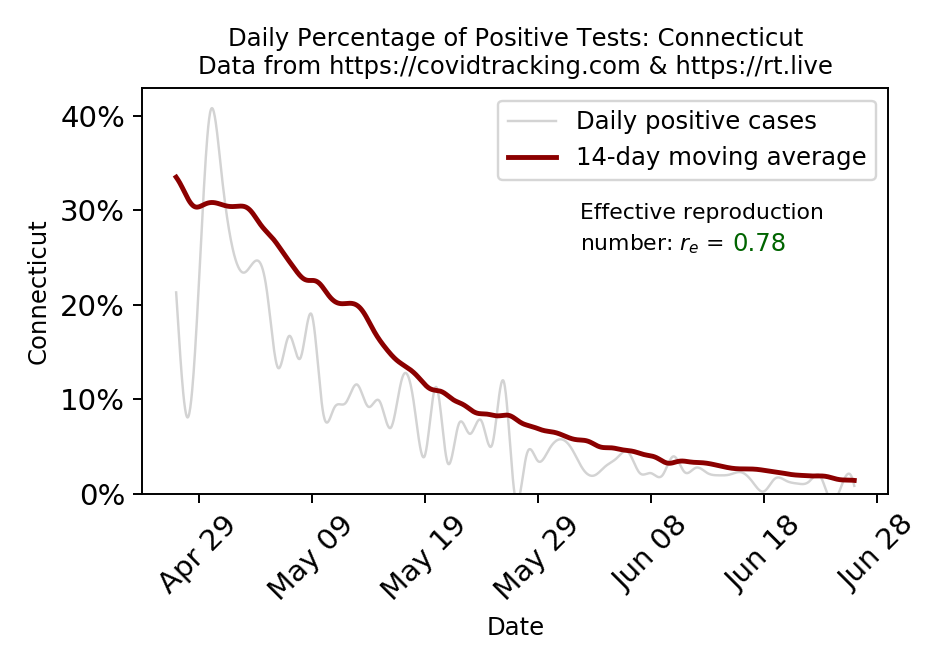 Daily Percentage of Positive Tests: Connecticut
Data from https://covidtracking.com & https://rt.live
Daily positive cases
14-day moving average
Effective reproduction
number: rₑ = 0.78
Connecticut
40%
30%
20%
10%
0%
Apr 29
May 09
May 19
May 29
Jun 08
Jun 18
Jun 28
Date